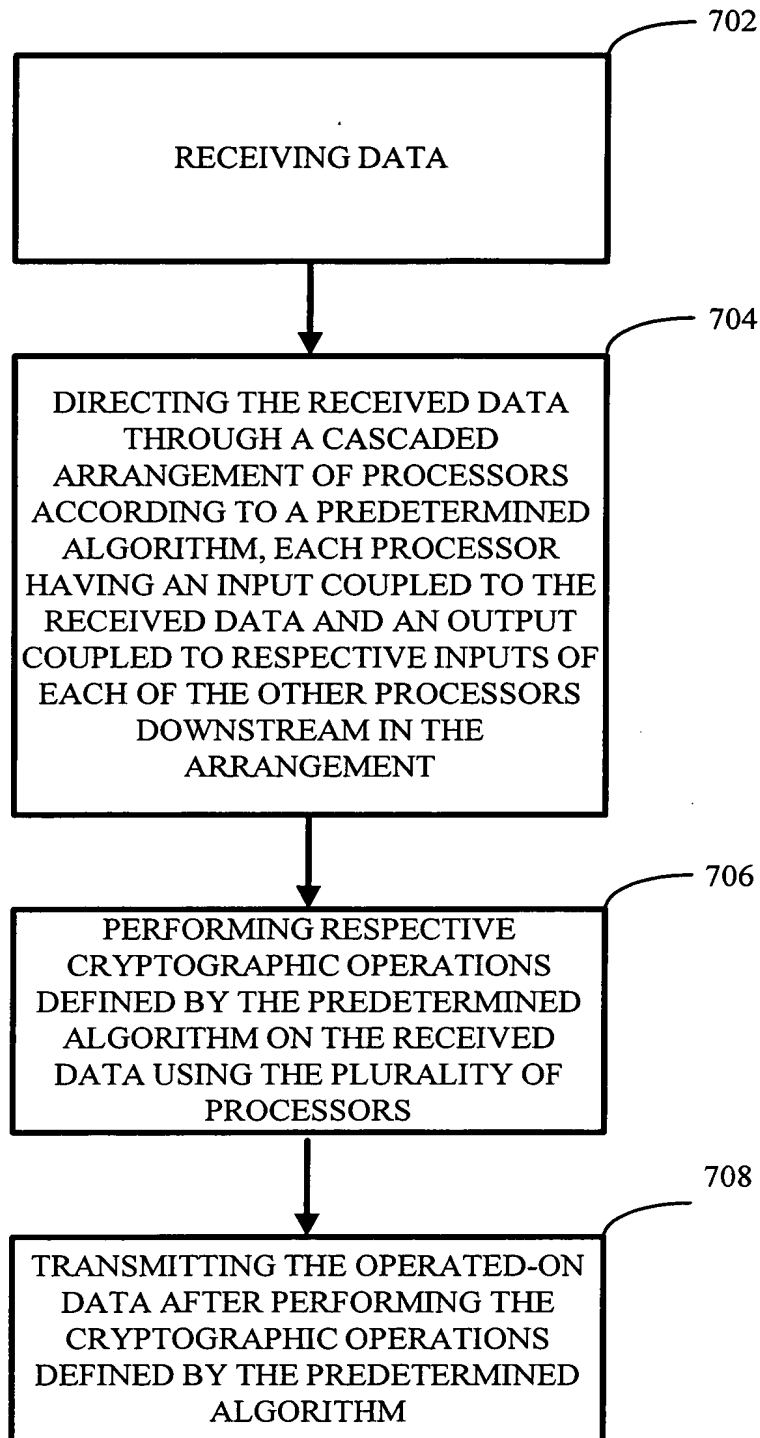 702
RECEIVING DATA
704
DIRECTING THE RECEIVED DATA
THROUGH A CASCADED
ARRANGEMENT OF PROCESSORS
ACCORDING TO A PREDETERMINED
ALGORITHM, EACH PROCESSOR
HAVING AN INPUT COUPLED TO THE
RECEIVED DATA AND AN OUTPUT
COUPLED TO RESPECTIVE INPUTS OF
EACH OF THE OTHER PROCESSORS
DOWNSTREAM IN THE
ARRANGEMENT
706
PERFORMING RESPECTIVE
CRYPTOGRAPHIC OPERATIONS
DEFINED BY THE PREDETERMINED
ALGORITHM ON THE RECEIVED
DATA USING THE PLURALITY OF
PROCESSORS
708
TRANSMITTING THE OPERATED-ON
DATA AFTER PERFORMING THE
CRYPTOGRAPHIC OPERATIONS
DEFINED BY THE PREDETERMINED
ALGORITHM